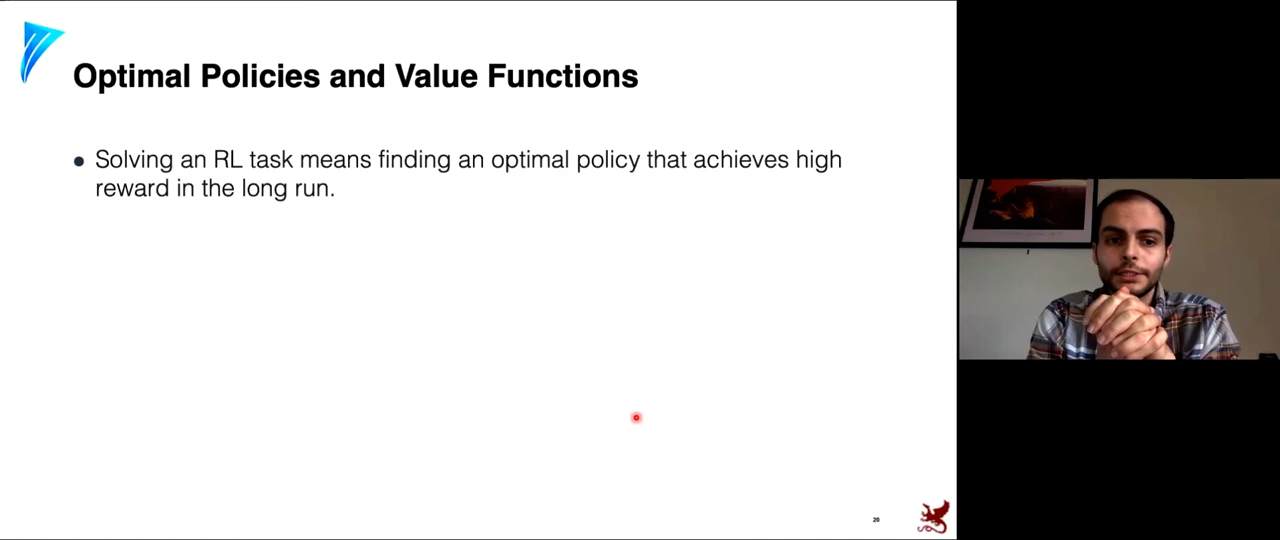 Optimal Policies and Value Functions
● Solving an RL task means finding an optimal policy that achieves high
reward in the long run.
20